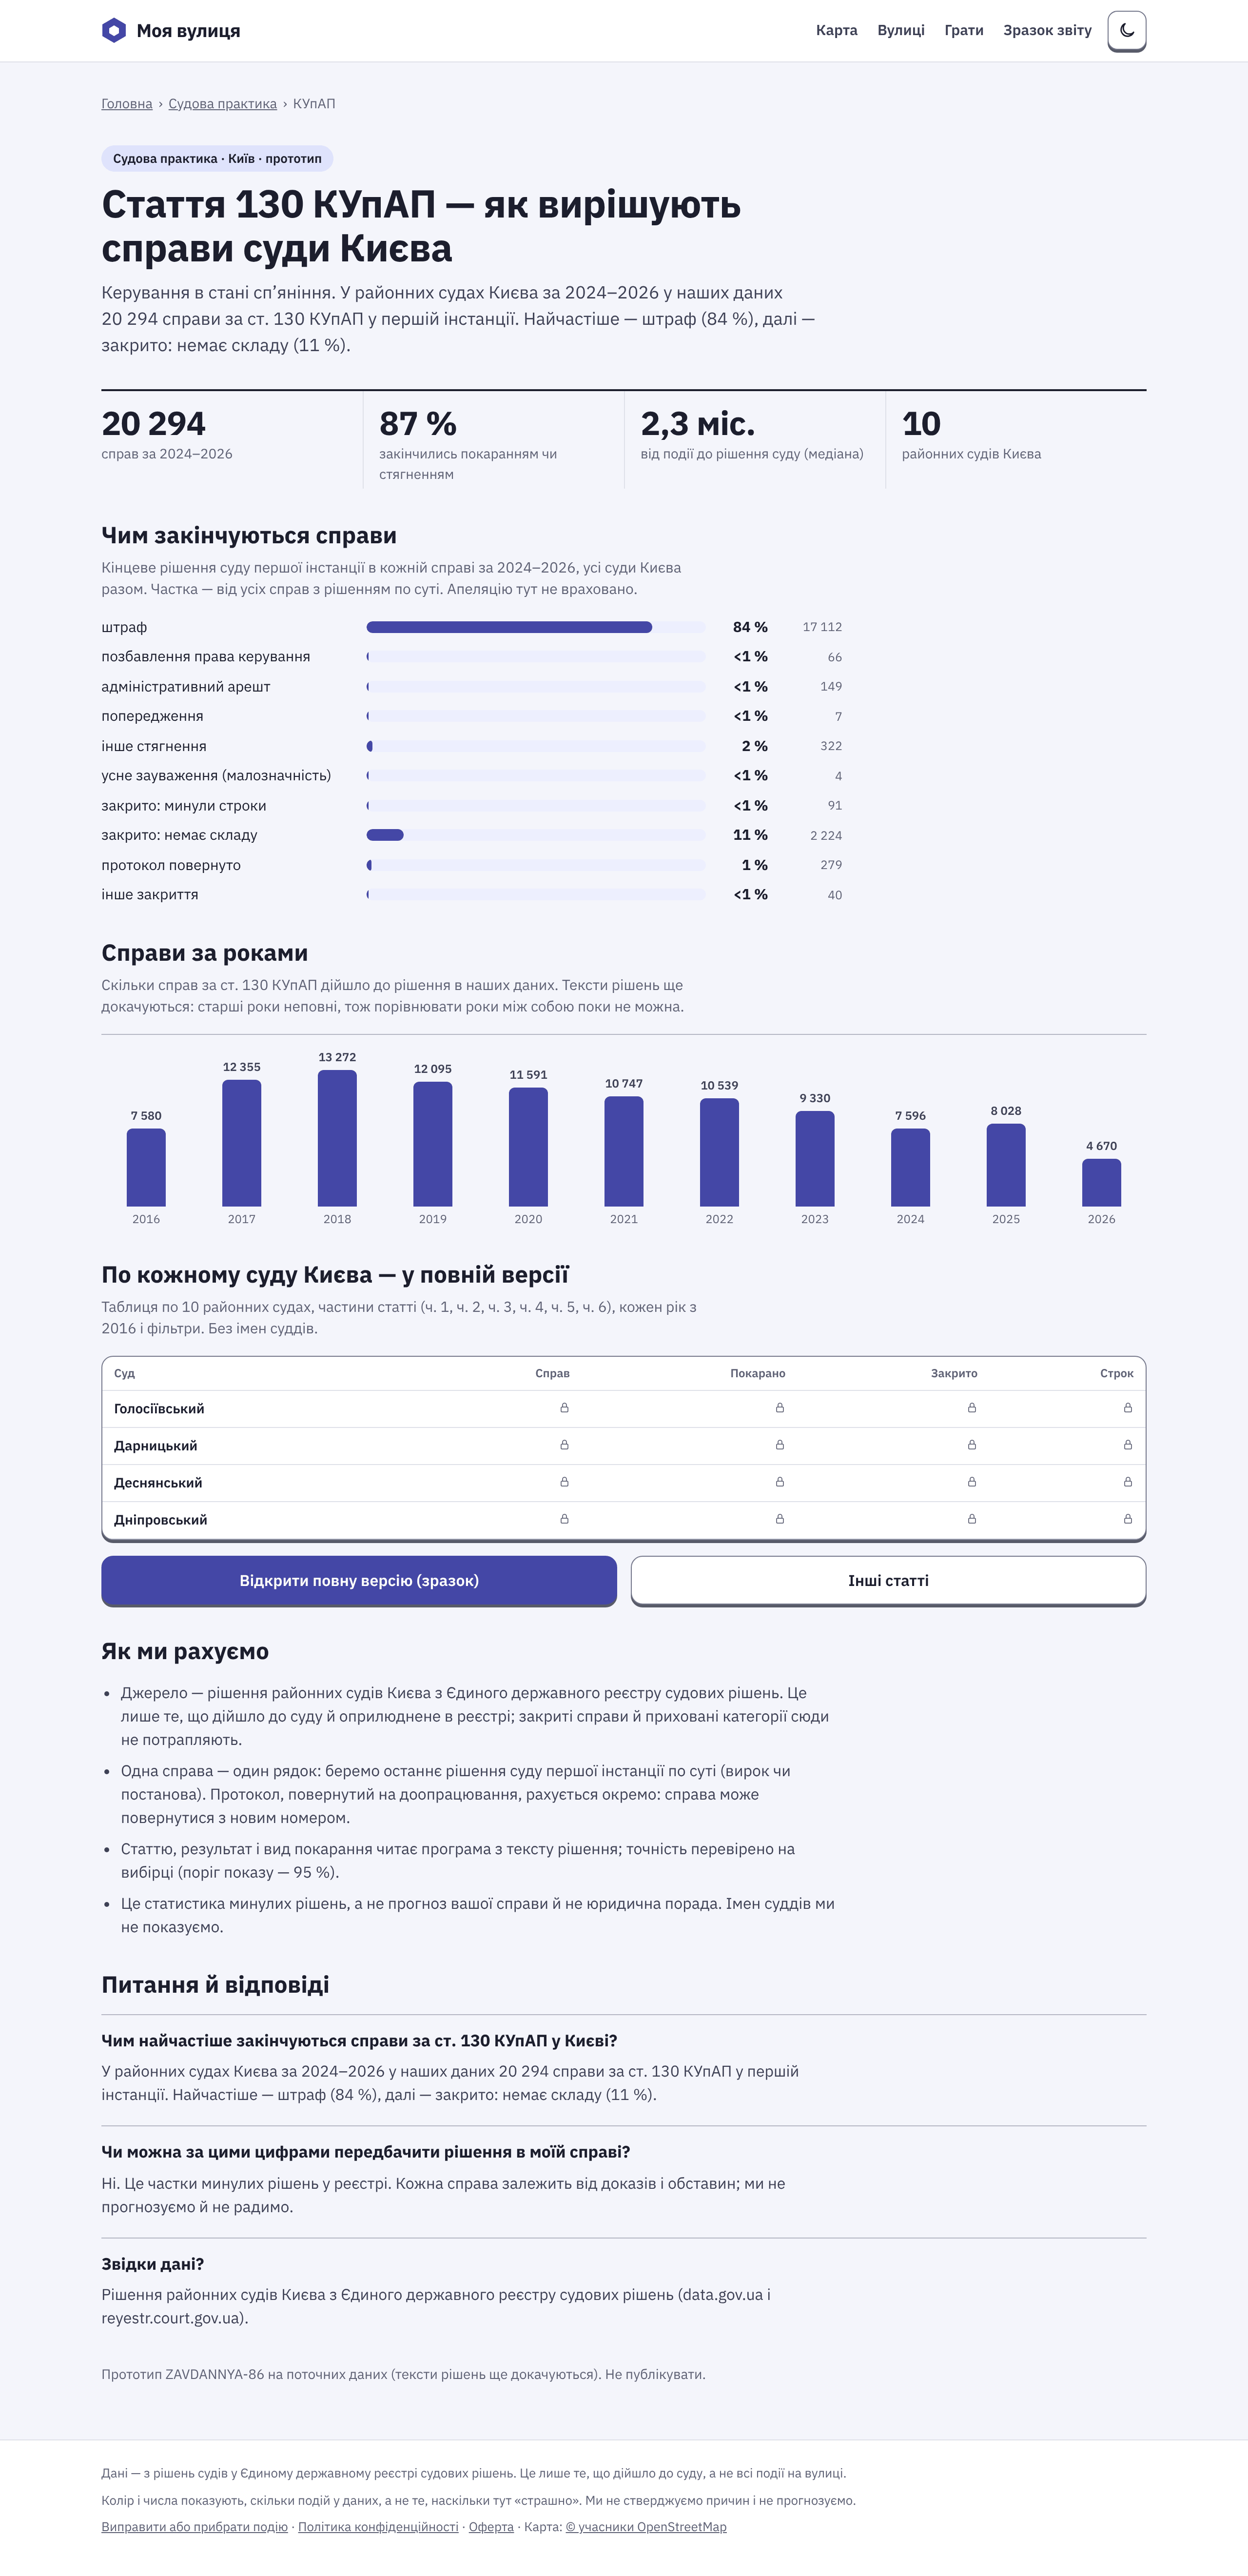 Моя вулиця
Карта Вулиці Грати Зразок звіту
Головна › Судова практика › КУпАП
Судова практика · Київ · прототип
Стаття 130 КУпАП — як вирішують
справи суди Києва
Керування в стані сп’яніння. У районних судах Києва за 2024–2026 у наших даних
20 294 справи за ст. 130 КУпАП у першій інстанції. Найчастіше — штраф (84 %), далі —
закрито: немає складу (11 %).
20 294
справ за 2024–2026
87 %
закінчились покаранням чи
стягненням
2,3 міс.
від події до рішення суду (медіана)
10
районних судів Києва
Чим закінчуються справи
Кінцеве рішення суду першої інстанції в кожній справі за 2024–2026, усі суди Києва
разом. Частка — від усіх справ з рішенням по суті. Апеляцію тут не враховано.
штраф 84 % 17 112
позбавлення права керування <1 % 66
адміністративний арешт <1 % 149
попередження <1 % 7
інше стягнення 2 % 322
усне зауваження (малозначність) <1 % 4
закрито: минули строки <1 % 91
закрито: немає складу 11 % 2 224
протокол повернуто 1 % 279
інше закриття <1 % 40
Справи за роками
Скільки справ за ст. 130 КУпАП дійшло до рішення в наших даних. Тексти рішень ще
докачуються: старші роки неповні, тож порівнювати роки між собою поки не можна.
7 580 12 355 13 272 12 095 11 591 10 747 10 539 9 330 7 596 8 028 4 670
2016 2017 2018 2019 2020 2021 2022 2023 2024 2025 2026
По кожному суду Києва — у повній версії
Таблиця по 10 районних судах, частини статті (ч. 1, ч. 2, ч. 3, ч. 4, ч. 5, ч. 6), кожен рік з
2016 і фільтри. Без імен суддів.
Суд Справ Покарано Закрито Строк
Голосіївський
Дарницький
Деснянський
Дніпровський
Відкрити повну версію (зразок)
Інші статті
Як ми рахуємо
• Джерело — рішення районних судів Києва з Єдиного державного реєстру судових рішень. Це
лише те, що дійшло до суду й оприлюднене в реєстрі; закриті справи й приховані категорії сюди
не потрапляють.
• Одна справа — один рядок: беремо останнє рішення суду першої інстанції по суті (вирок чи
постанова). Протокол, повернутий на доопрацювання, рахується окремо: справа може
повернутися з новим номером.
• Статтю, результат і вид покарання читає програма з тексту рішення; точність перевірено на
вибірці (поріг показу — 95 %).
• Це статистика минулих рішень, а не прогноз вашої справи й не юридична порада. Імен суддів ми
не показуємо.
Питання й відповіді
Чим найчастіше закінчуються справи за ст. 130 КУпАП у Києві?
У районних судах Києва за 2024–2026 у наших даних 20 294 справи за ст. 130 КУпАП у першій
інстанції. Найчастіше — штраф (84 %), далі — закрито: немає складу (11 %).
Чи можна за цими цифрами передбачити рішення в моїй справі?
Ні. Це частки минулих рішень у реєстрі. Кожна справа залежить від доказів і обставин; ми не
прогнозуємо й не радимо.
Звідки дані?
Рішення районних судів Києва з Єдиного державного реєстру судових рішень (data.gov.ua і
reyestr.court.gov.ua).
Прототип ZAVDANNYA-86 на поточних даних (тексти рішень ще докачуються). Не публікувати.
Дані — з рішень судів у Єдиному державному реєстрі судових рішень. Це лише те, що дійшло до суду, а не всі події на вулиці.
Колір і числа показують, скільки подій у даних, а не те, наскільки тут «страшно». Ми не стверджуємо причин і не прогнозуємо.
Виправити або прибрати подію · Політика конфіденційності · Оферта · Карта: © учасники OpenStreetMap